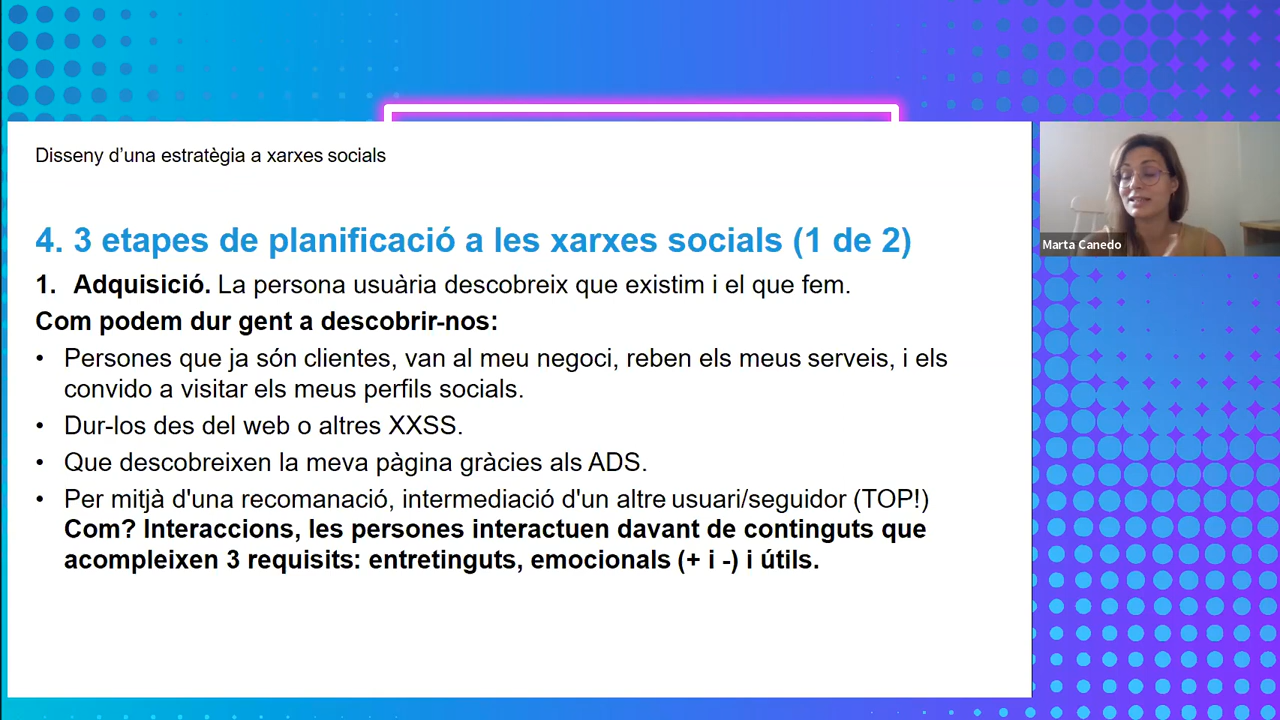 Disseny d’una estratègia a xarxes socials
4. 3 etapes de planificació a les xarxes socials (1 de 2)
1. Adquisició. La persona usuària descobreix que existim i el que fem.
Com podem dur gent a descobrir-nos:
• Persones que ja són clientes, van al meu negoci, reben els meus serveis, i els
convido a visitar els meus perfils socials.
• Dur-los des del web o altres XXSS.
• Que descobreixen la meva pàgina gràcies als ADS.
• Per mitjà d'una recomanació, intermediació d'un altre usuari/seguidor (TOP!)
Com? Interaccions, les persones interactuen davant de continguts que
acompleixen 3 requisits: entretinguts, emocionals (+ i -) i útils.
Marta Canedo